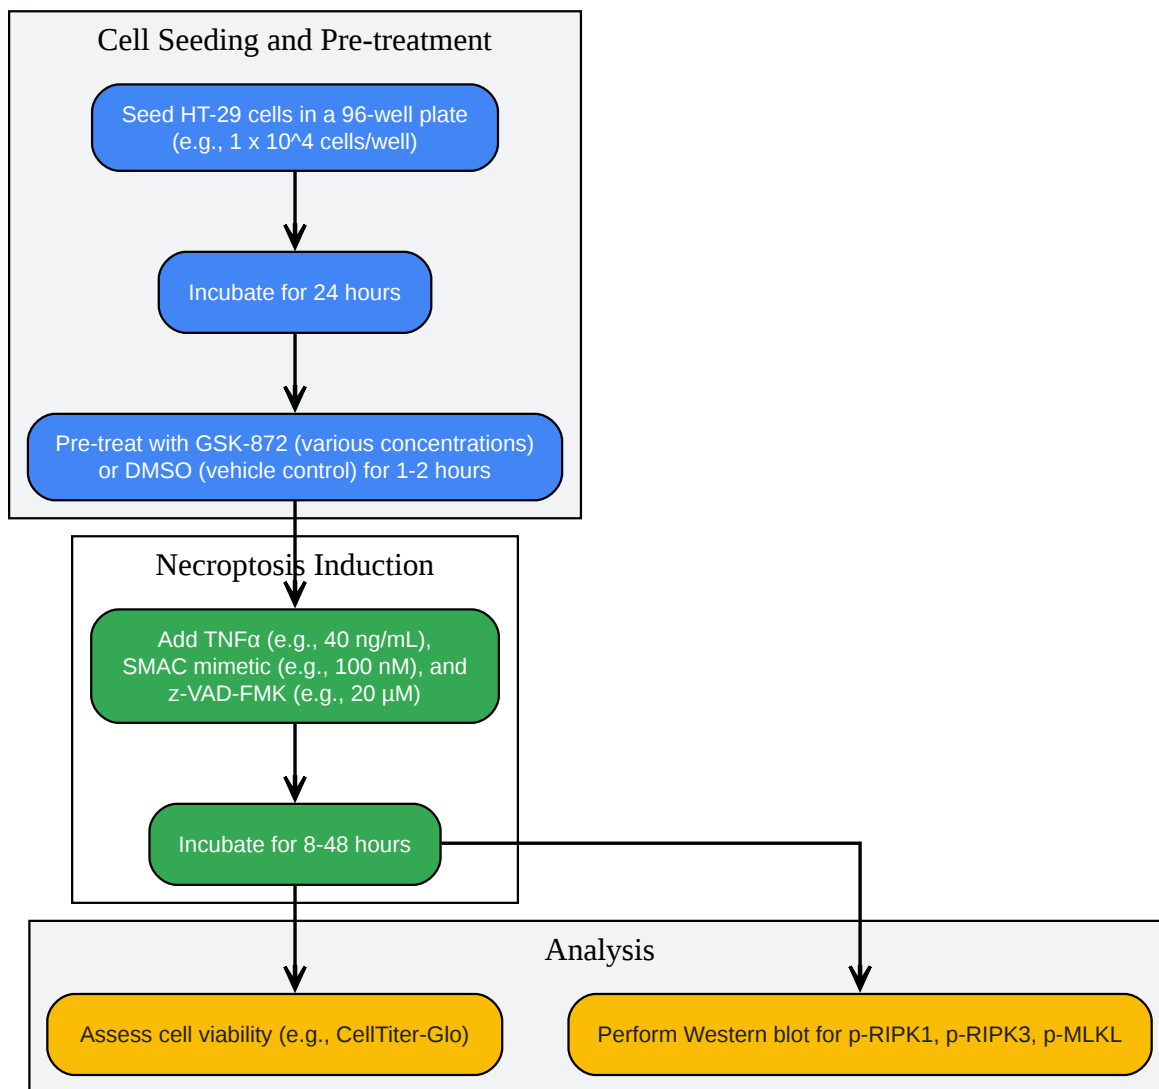 Cell Seeding and Pre-treatment
Seed HT-29 cells in a 96-well plate
(e.g., 1 x 10^4 cells/well)
Incubate for 24 hours
Pre-treat with GSK-872 (various concentrations)
or DMSO (vehicle control) for 1-2 hours
Necroptosis Induction
Add TNFα (e.g., 40 ng/mL),
SMAC mimetic (e.g., 100 nM), and
z-VAD-FMK (e.g., 20 µM)
Incubate for 8-48 hours
Analysis
Assess cell viability (e.g., CellTiter-Glo)
Perform Western blot for p-RIPK1, p-RIPK3, p-MLKL